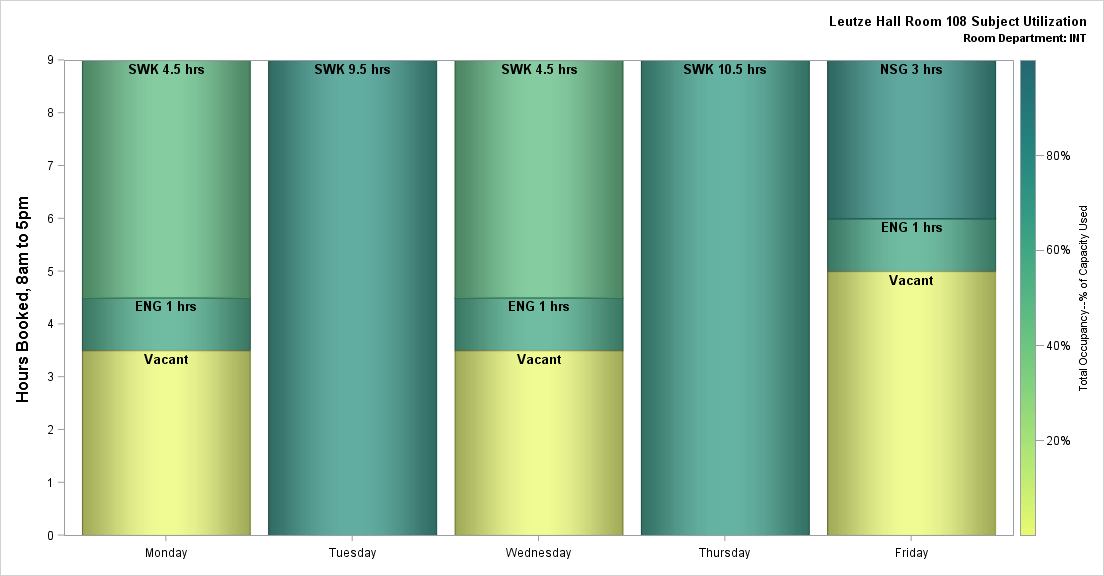 Leutze Hall Room 108 Subject Utilization
Room Department: INT
Hours Booked, 8am to 5pm
9
8
7
6
5
4
3
2
1
0
SWK 4.5 hrs
ENG 1 hrs
Vacant
SWK 9.5 hrs
SWK 4.5 hrs
ENG 1 hrs
Vacant
SWK 10.5 hrs
NSG 3 hrs
ENG 1 hrs
Vacant
Monday
Tuesday
Wednesday
Thursday
Friday
80%
60%
40%
20%
Total Occupancy--% of Capacity Used